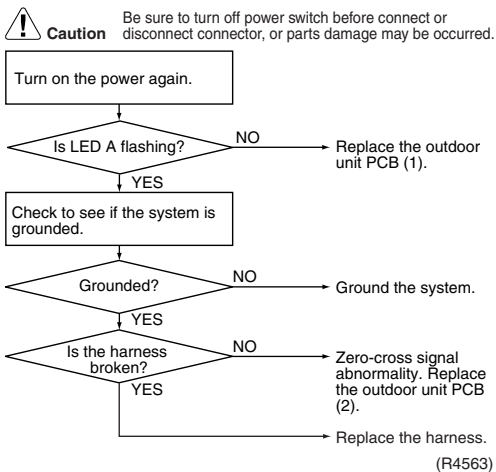 Caution
Be sure to turn off power switch before connect or
disconnect connector, or parts damage may be occurred.
Turn on the power again.
Is LED A flashing?
NO
Replace the outdoor
unit PCB (1).
YES
Check to see if the system is
grounded.
Grounded?
NO
Ground the system.
YES
Is the harness
broken?
NO
Zero-cross signal
abnormality. Replace
the outdoor unit PCB
(2).
YES
Replace the harness.
(R4563)